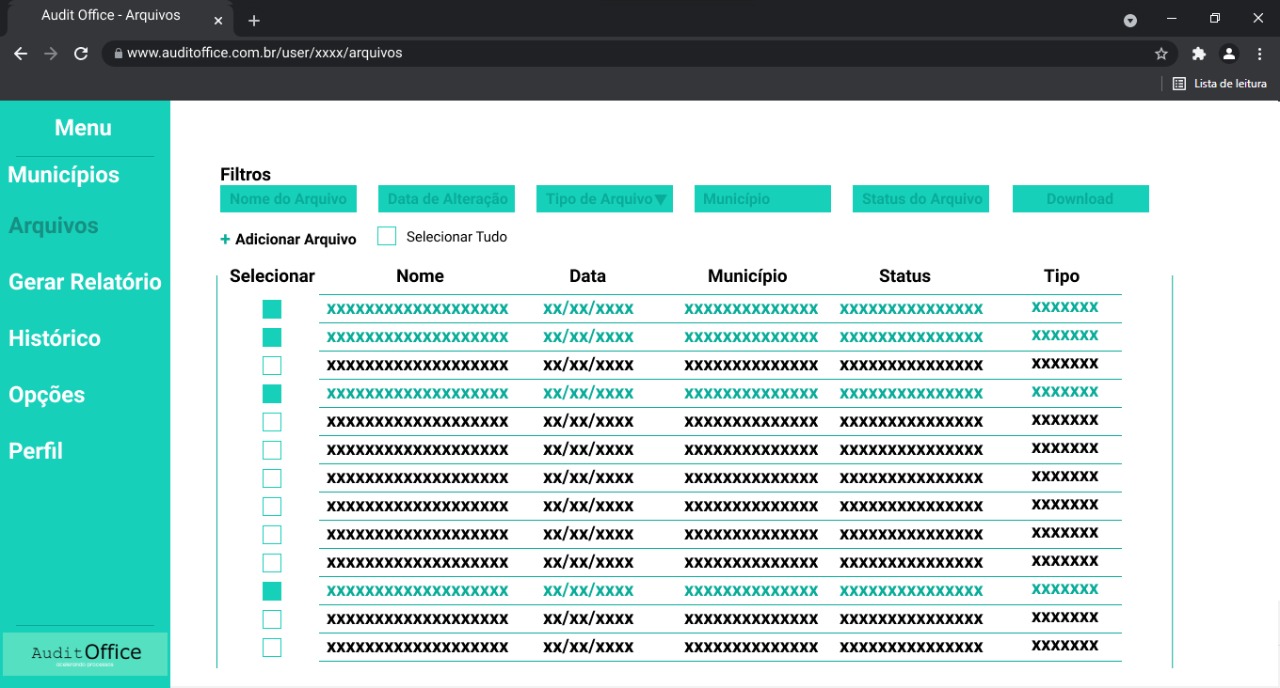 Audit Office - Arquivos
www.auditoffice.com.br/user/xxxx/arquivos
Lista de leitura
Menu
Municípios
Arquivos
Gerar Relatório
Histórico
Opções
Perfil
AuditOffice
Filtros
Nome do Arquivo Data de Alteração Tipo de Arquivo▼ Município Status do Arquivo Download
+ Adicionar Arquivo Selecionar Tudo
Selecionar Nome Data Município Status Tipo
xxxxxxxxxxxxxxxxxxx xx/xx/xxxx xxxxxxxxxxxxxx xxxxxxxxxxxxxxx xxxxxxx
xxxxxxxxxxxxxxxxxxx xx/xx/xxxx xxxxxxxxxxxxxx xxxxxxxxxxxxxxx xxxxxxx
xxxxxxxxxxxxxxxxxxx xx/xx/xxxx xxxxxxxxxxxxxx xxxxxxxxxxxxxxx xxxxxxx
xxxxxxxxxxxxxxxxxxx xx/xx/xxxx xxxxxxxxxxxxxx xxxxxxxxxxxxxxx xxxxxxx
xxxxxxxxxxxxxxxxxxx xx/xx/xxxx xxxxxxxxxxxxxx xxxxxxxxxxxxxxx xxxxxxx
xxxxxxxxxxxxxxxxxxx xx/xx/xxxx xxxxxxxxxxxxxx xxxxxxxxxxxxxxx xxxxxxx
xxxxxxxxxxxxxxxxxxx xx/xx/xxxx xxxxxxxxxxxxxx xxxxxxxxxxxxxxx xxxxxxx
xxxxxxxxxxxxxxxxxxx xx/xx/xxxx xxxxxxxxxxxxxx xxxxxxxxxxxxxxx xxxxxxx
xxxxxxxxxxxxxxxxxxx xx/xx/xxxx xxxxxxxxxxxxxx xxxxxxxxxxxxxxx xxxxxxx
xxxxxxxxxxxxxxxxxxx xx/xx/xxxx xxxxxxxxxxxxxx xxxxxxxxxxxxxxx xxxxxxx
xxxxxxxxxxxxxxxxxxx xx/xx/xxxx xxxxxxxxxxxxxx xxxxxxxxxxxxxxx xxxxxxx
xxxxxxxxxxxxxxxxxxx xx/xx/xxxx xxxxxxxxxxxxxx xxxxxxxxxxxxxxx xxxxxxx
xxxxxxxxxxxxxxxxxxx xx/xx/xxxx xxxxxxxxxxxxxx xxxxxxxxxxxxxxx xxxxxxx